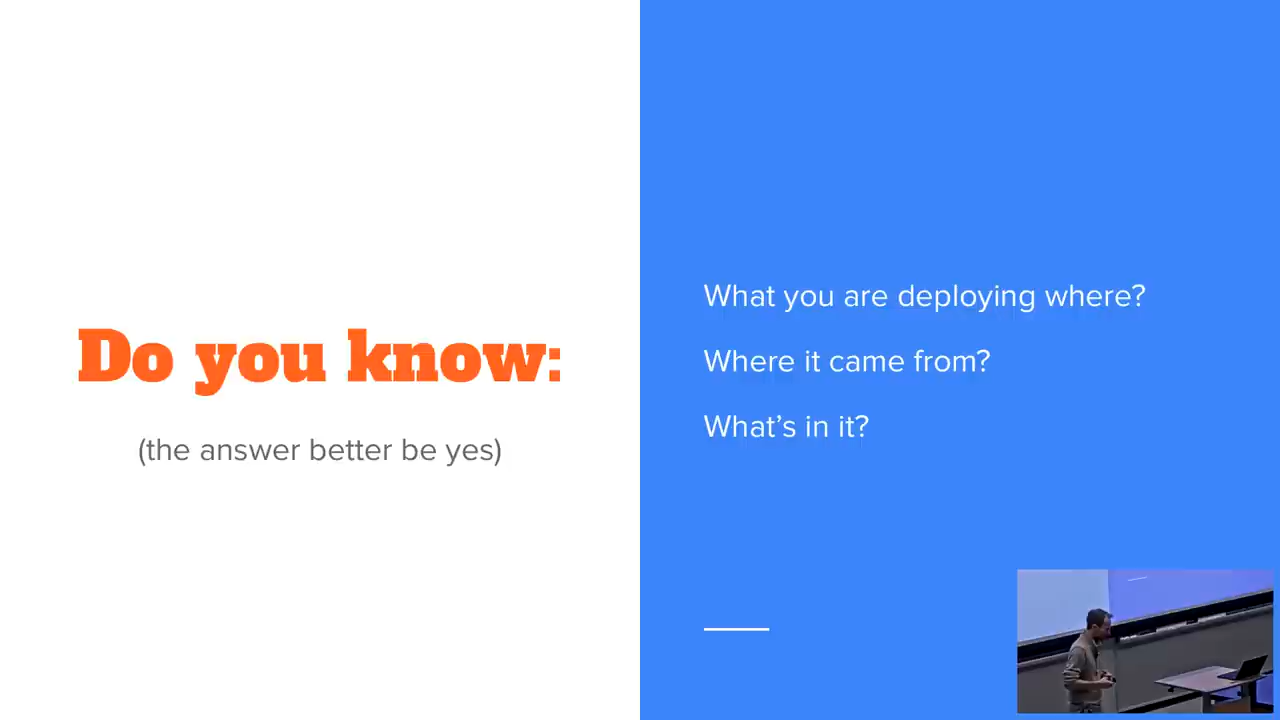 Do you know:
(the answer better be yes)
What you are deploying where?
Where it came from?
What’s in it?